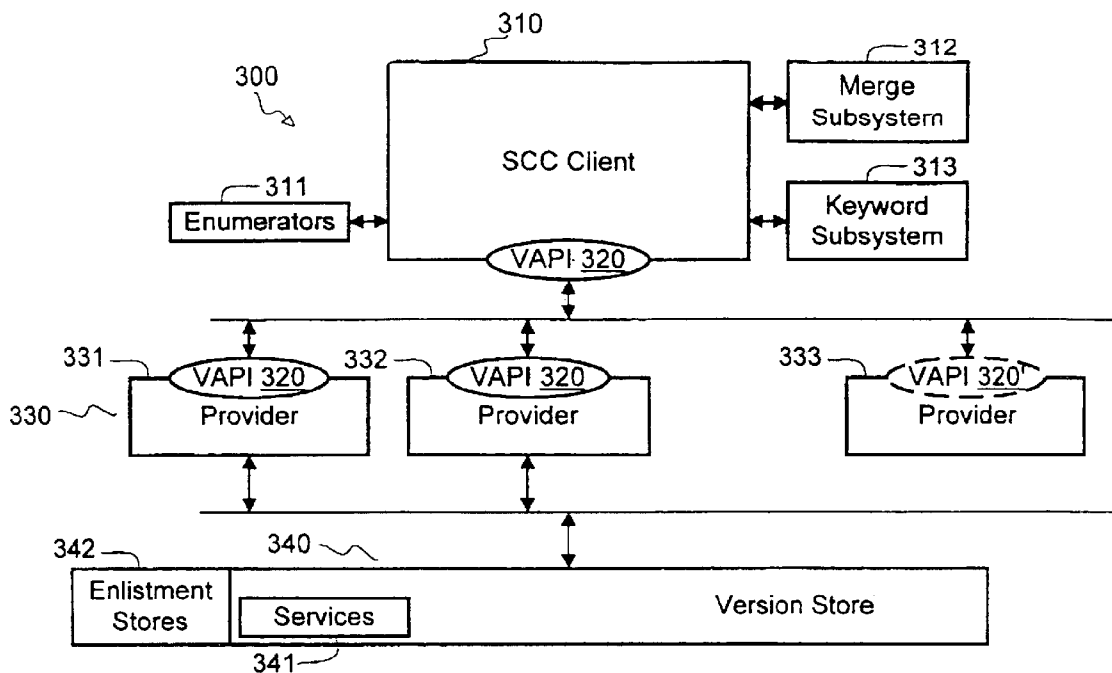 310
300
312
Merge
Subsystem
SCC Client
311
Enumerators
313
Keyword
Subsystem
VAPI 320
331
VAPI 320
332
VAPI 320
333
VAPI 320'
330
Provider
Provider
Provider
342
340
Enlistment
Stores
Services
Version Store
341